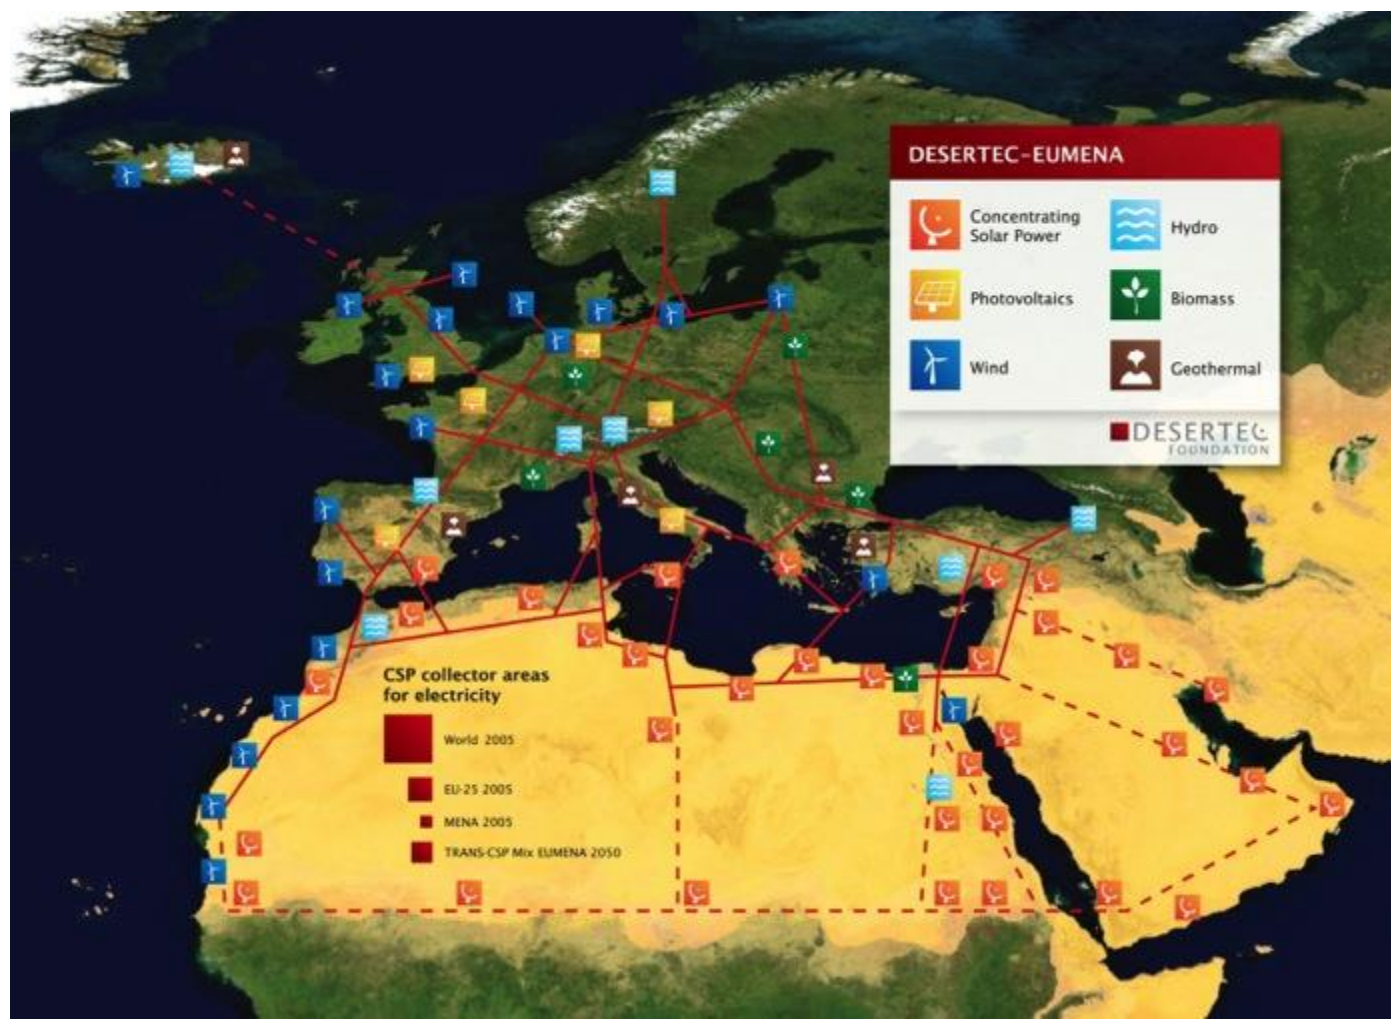 DESERTEC-EUMENA
Concentrating
Solar Power
Hydro
Photovoltaics
Biomass
Wind
Geothermal
DESERTEC
FOUNDATION
CSP collector areas
for electricity
World 2005
EU-25 2005
MENA 2005
TRANS-CSP Mix EUMENA 2050